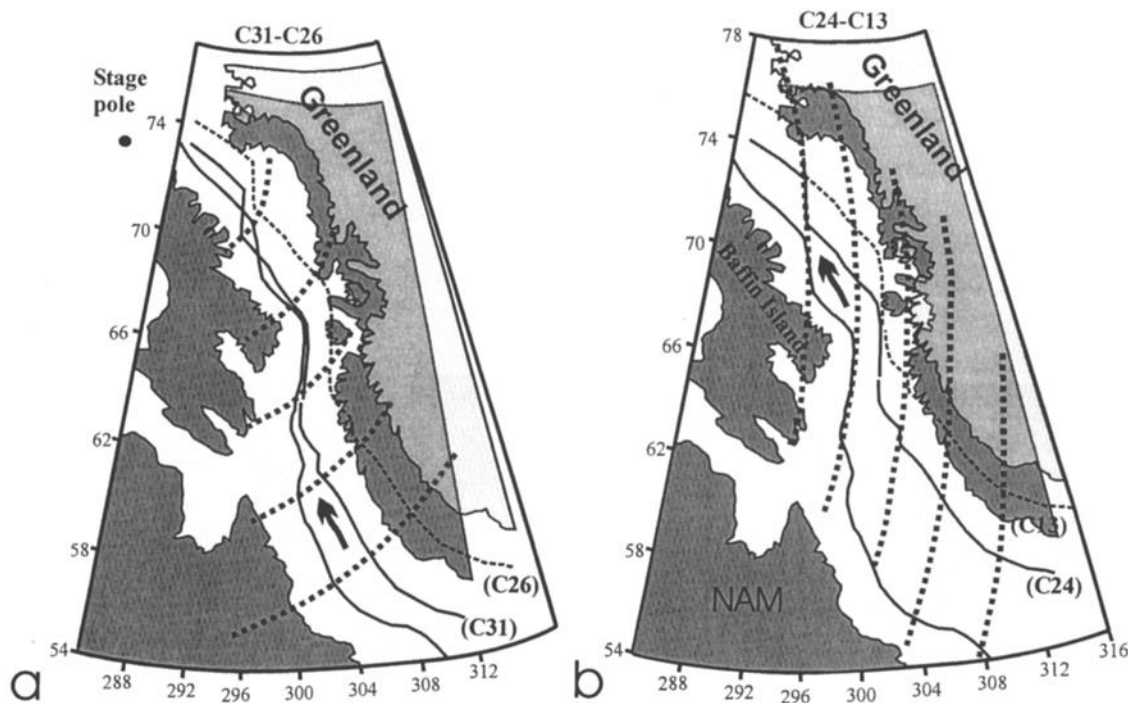 C31-C26
Stage
pole
Greenland
74
70
66
62
58
54
288
292
296
300
304
308
312
(C26)
(C31)
a
C24-C13
Greenland
Baffin Island
NAM
78
74
70
66
62
58
54
288
292
296
300
304
308
312
316
(C13)
(C24)
b